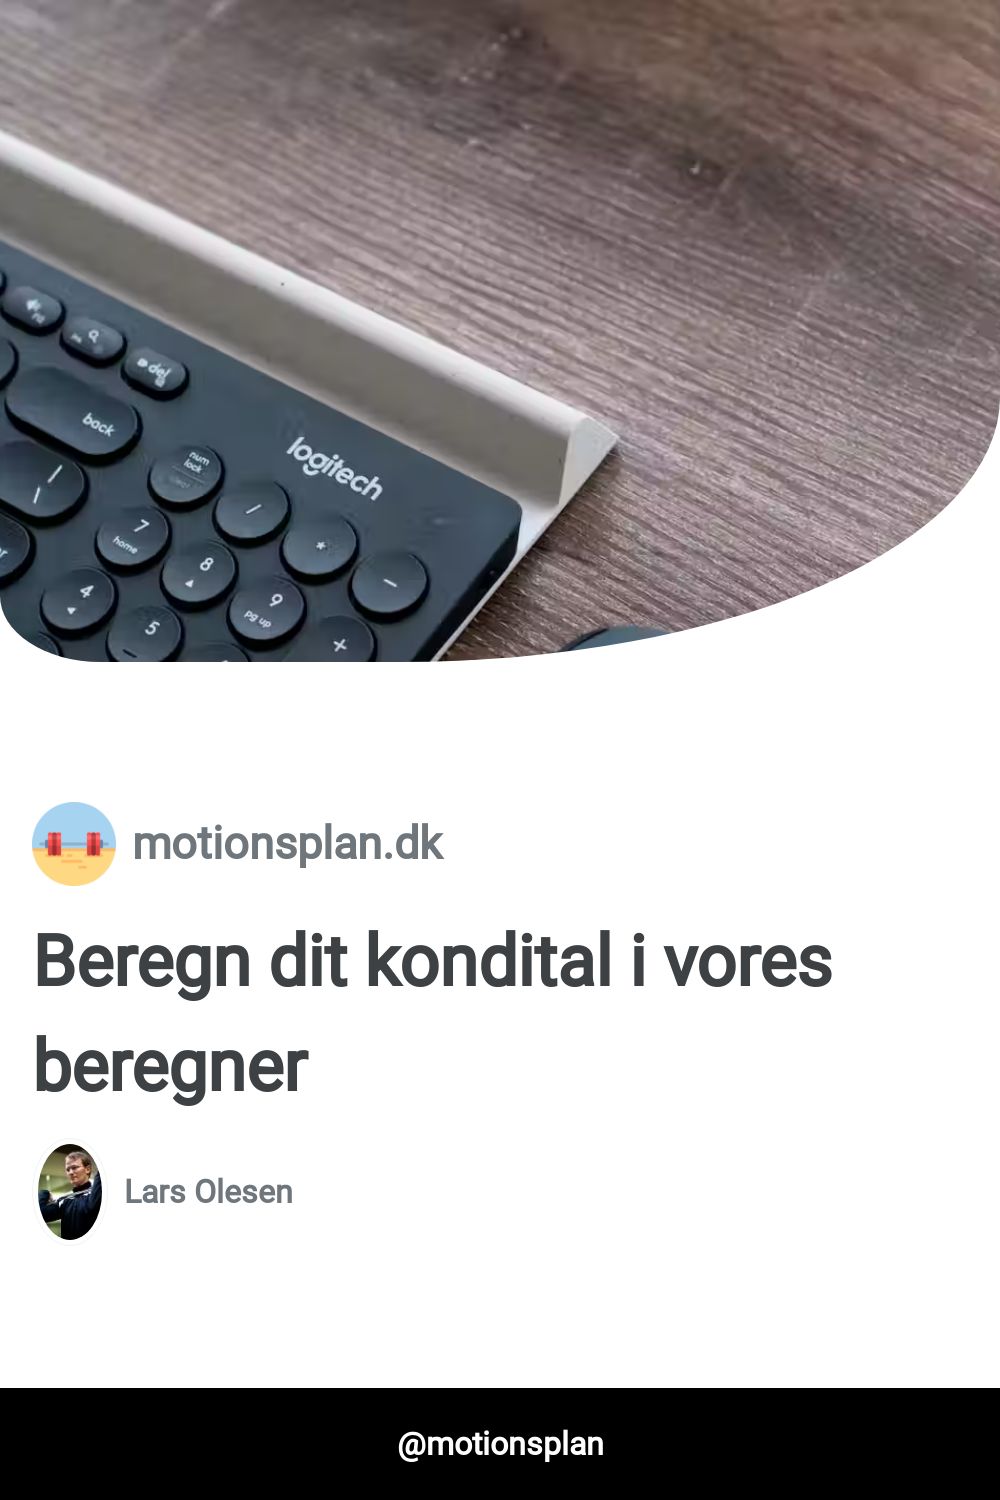 del
back
num
lock
logitech
/
\
/
*
-
7
home
8
9
pg up
4
5
+
motionsplan.dk
Beregn dit kondital i vores
beregner
Lars Olesen
@motionsplan